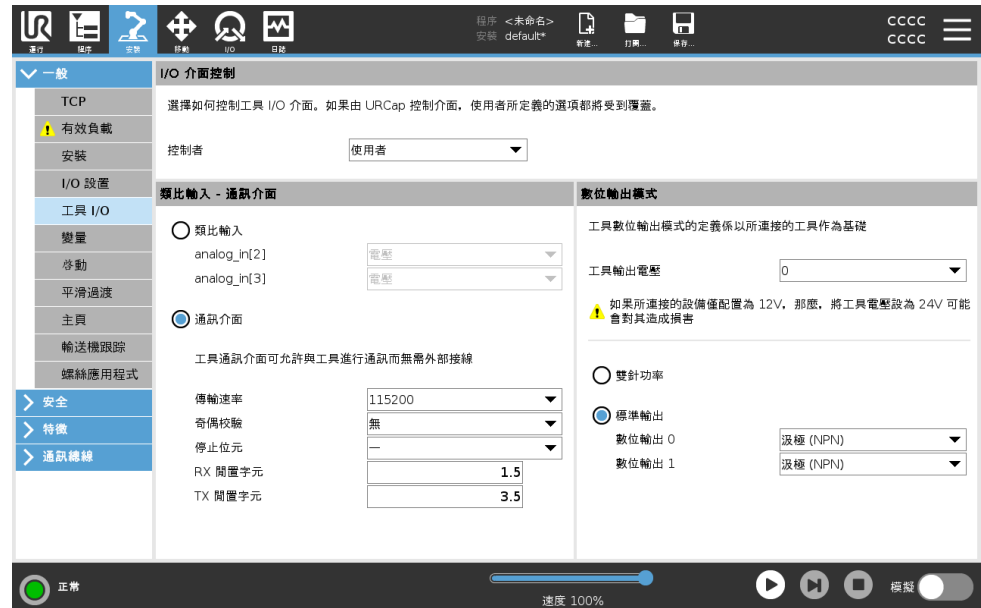 程序 <未命名>
安裝 default*
cccc
cccc
運行
程序
安裝
移動
I/O
日誌
新建...
打開...
保存...
一般
TCP
有效負載
安裝
I/O 設置
工具 I/O
變量
啓動
平滑過渡
主頁
輸送機跟踪
螺絲應用程式
安全
特徵
通訊總線
I/O 介面控制
選擇如何控制工具 I/O 介面。如果由 URCap 控制介面，使用者所定義的選項都將受到覆蓋。
控制者
使用者
類比輸入 - 通訊介面
類比輸入
analog_in[2]
電壓
analog_in[3]
電壓
通訊介面
工具通訊介面可允許與工具進行通訊而無需外部接線
傳輸速率
115200
奇偶校驗
無
停止位元
一
RX 閒置字元
1.5
TX 閒置字元
3.5
數位輸出模式
工具數位輸出模式的定義係以所連接的工具作為基礎
工具輸出電壓
0
如果所連接的設備僅配置為 12V，那麼，將工具電壓設為 24V 可能
會對其造成損害
雙針功率
標準輸出
數位輸出 0
汲極 (NPN)
數位輸出 1
汲極 (NPN)
正常
速度 100%
模擬